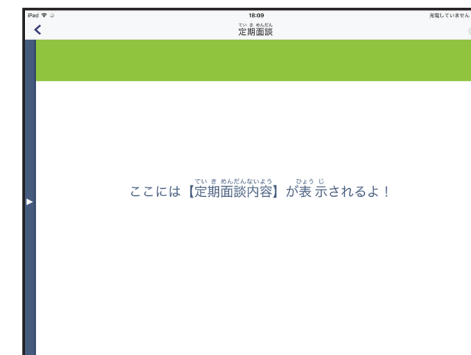 iPad 18:09 充電していません
ていきめんだん
定期面談
ていきめんだんないよう ひょうじ
ここには【定期面談内容】が表示されるよ！